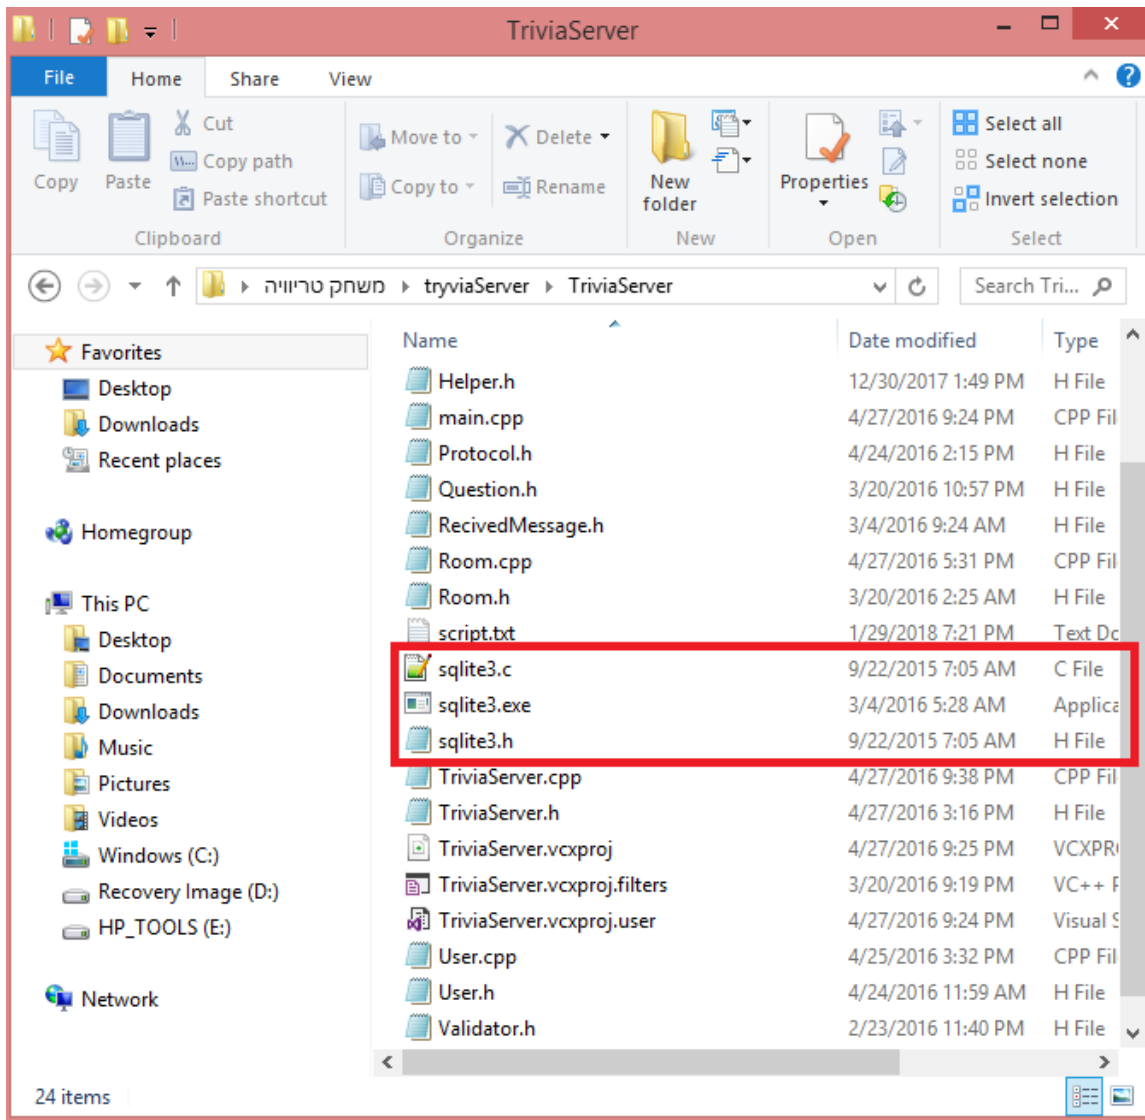 TriviaServer
File Home Share View
Copy
Paste
Cut
Copy path
Paste shortcut
Clipboard
Move to
Copy to
Delete
Rename
Organize
New folder
New
Properties
Open
Select all
Select none
Invert selection
Select
משחק טריוויה tryviaServer TriviaServer
Search Tri...
Favorites
Desktop
Downloads
Recent places
Homegroup
This PC
Desktop
Documents
Downloads
Music
Pictures
Videos
Windows (C:)
Recovery Image (D:)
HP_TOOLS (E:)
Network
Name Date modified Type
Helper.h 12/30/2017 1:49 PM H File
main.cpp 4/27/2016 9:24 PM CPP Fil
Protocol.h 4/24/2016 2:15 PM H File
Question.h 3/20/2016 10:57 PM H File
RecivedMessage.h 3/4/2016 9:24 AM H File
Room.cpp 4/27/2016 5:31 PM CPP Fil
Room.h 3/20/2016 2:25 AM H File
script.txt 1/29/2018 7:21 PM Text Dc
sqlite3.c 9/22/2015 7:05 AM C File
sqlite3.exe 3/4/2016 5:28 AM Applica
sqlite3.h 9/22/2015 7:05 AM H File
TriviaServer.cpp 4/27/2016 9:38 PM CPP Fil
TriviaServer.h 4/27/2016 3:16 PM H File
TriviaServer.vcxproj 4/27/2016 9:25 PM VCXPR
TriviaServer.vcxproj.filters 3/20/2016 9:19 PM VC++ F
TriviaServer.vcxproj.user 4/27/2016 9:24 PM Visual S
User.cpp 4/25/2016 3:32 PM CPP Fil
User.h 4/24/2016 11:59 AM H File
Validator.h 2/23/2016 11:40 PM H File
24 items